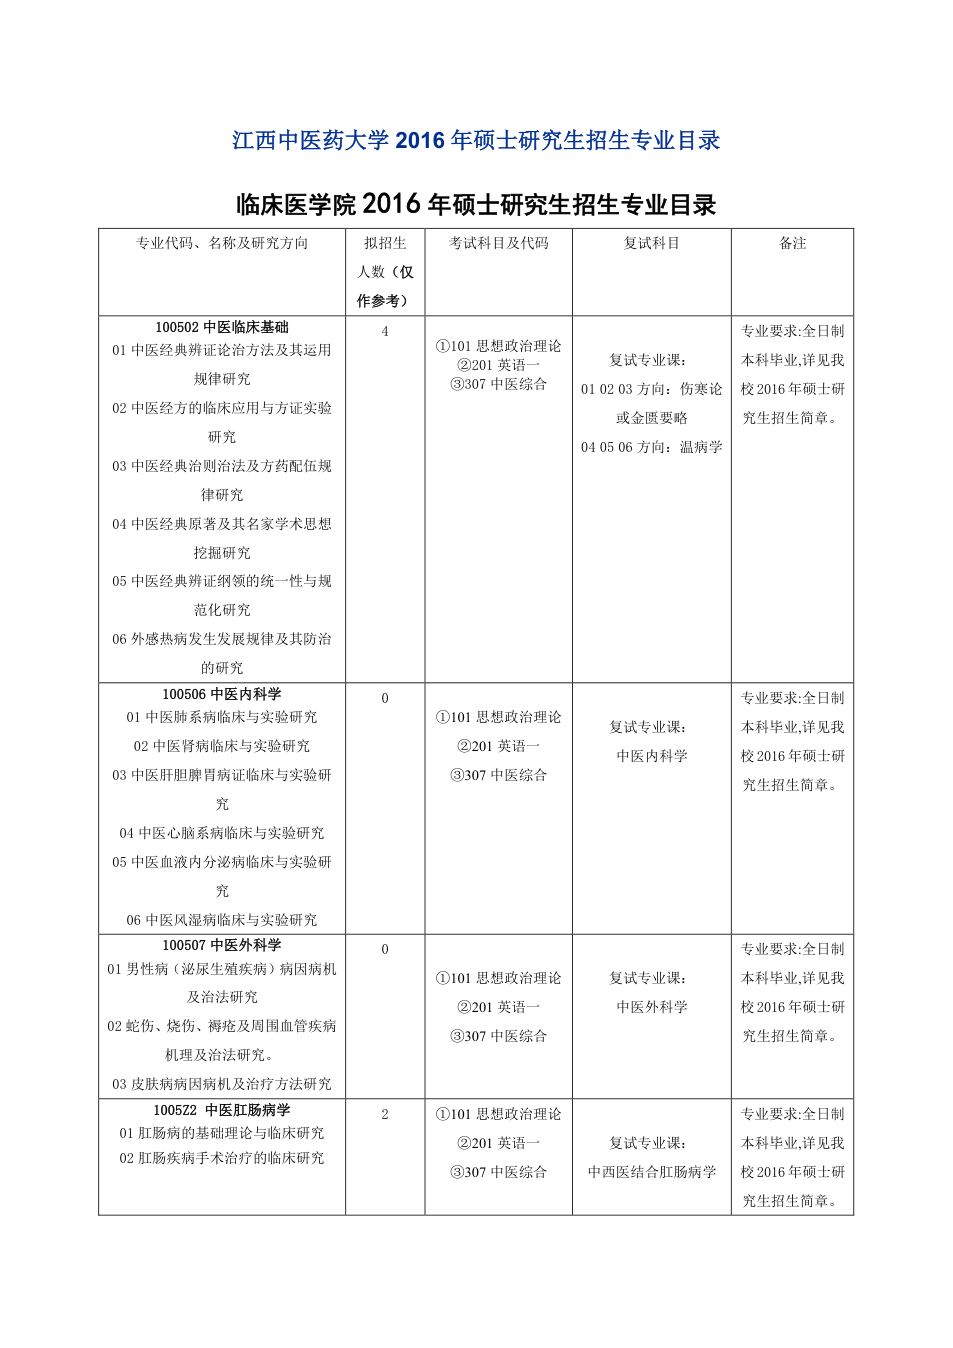 江西中医药大学 2016 年硕士研究生招生专业目录
临床医学院 2016 年硕士研究生招生专业目录
专业代码、名称及研究方向
拟招生
人数（仅
作参考）
考试科目及代码
复试科目
备注
100502 中医临床基础
01 中医经典辨证论治方法及其运用
规律研究
02 中医经方的临床应用与方证实验
研究
03 中医经典治则治法及方药配伍规
律研究
04 中医经典原著及其名家学术思想
挖掘研究
05 中医经典辨证纲领的统一性与规
范化研究
06 外感热病发生发展规律及其防治
的研究
4
①101 思想政治理论
②201 英语一
③307 中医综合
复试专业课：
01 02 03 方向：伤寒论
或金匮要略
04 05 06 方向：温病学
专业要求:全日制
本科毕业,详见我
校 2016 年硕士研
究生招生简章。
100506 中医内科学
01 中医肺系病临床与实验研究
02 中医肾病临床与实验研究
03 中医肝胆脾胃病证临床与实验研
究
04 中医心脑系病临床与实验研究
05 中医血液内分泌病临床与实验研
究
06 中医风湿病临床与实验研究
0
①101 思想政治理论
②201 英语一
③307 中医综合
复试专业课：
中医内科学
专业要求:全日制
本科毕业,详见我
校 2016 年硕士研
究生招生简章。
100507 中医外科学
01 男性病（泌尿生殖疾病）病因病机
及治法研究
02 蛇伤、烧伤、褥疮及周围血管疾病
机理及治法研究。
03 皮肤病病因病机及治疗方法研究
0
①101 思想政治理论
②201 英语一
③307 中医综合
复试专业课：
中医外科学
专业要求:全日制
本科毕业,详见我
校 2016 年硕士研
究生招生简章。
1005Z2 中医肛肠病学
01 肛肠病的基础理论与临床研究
02 肛肠疾病手术治疗的临床研究
2
①101 思想政治理论
②201 英语一
③307 中医综合
复试专业课：
中西医结合肛肠病学
专业要求:全日制
本科毕业,详见我
校 2016 年硕士研
究生招生简章。